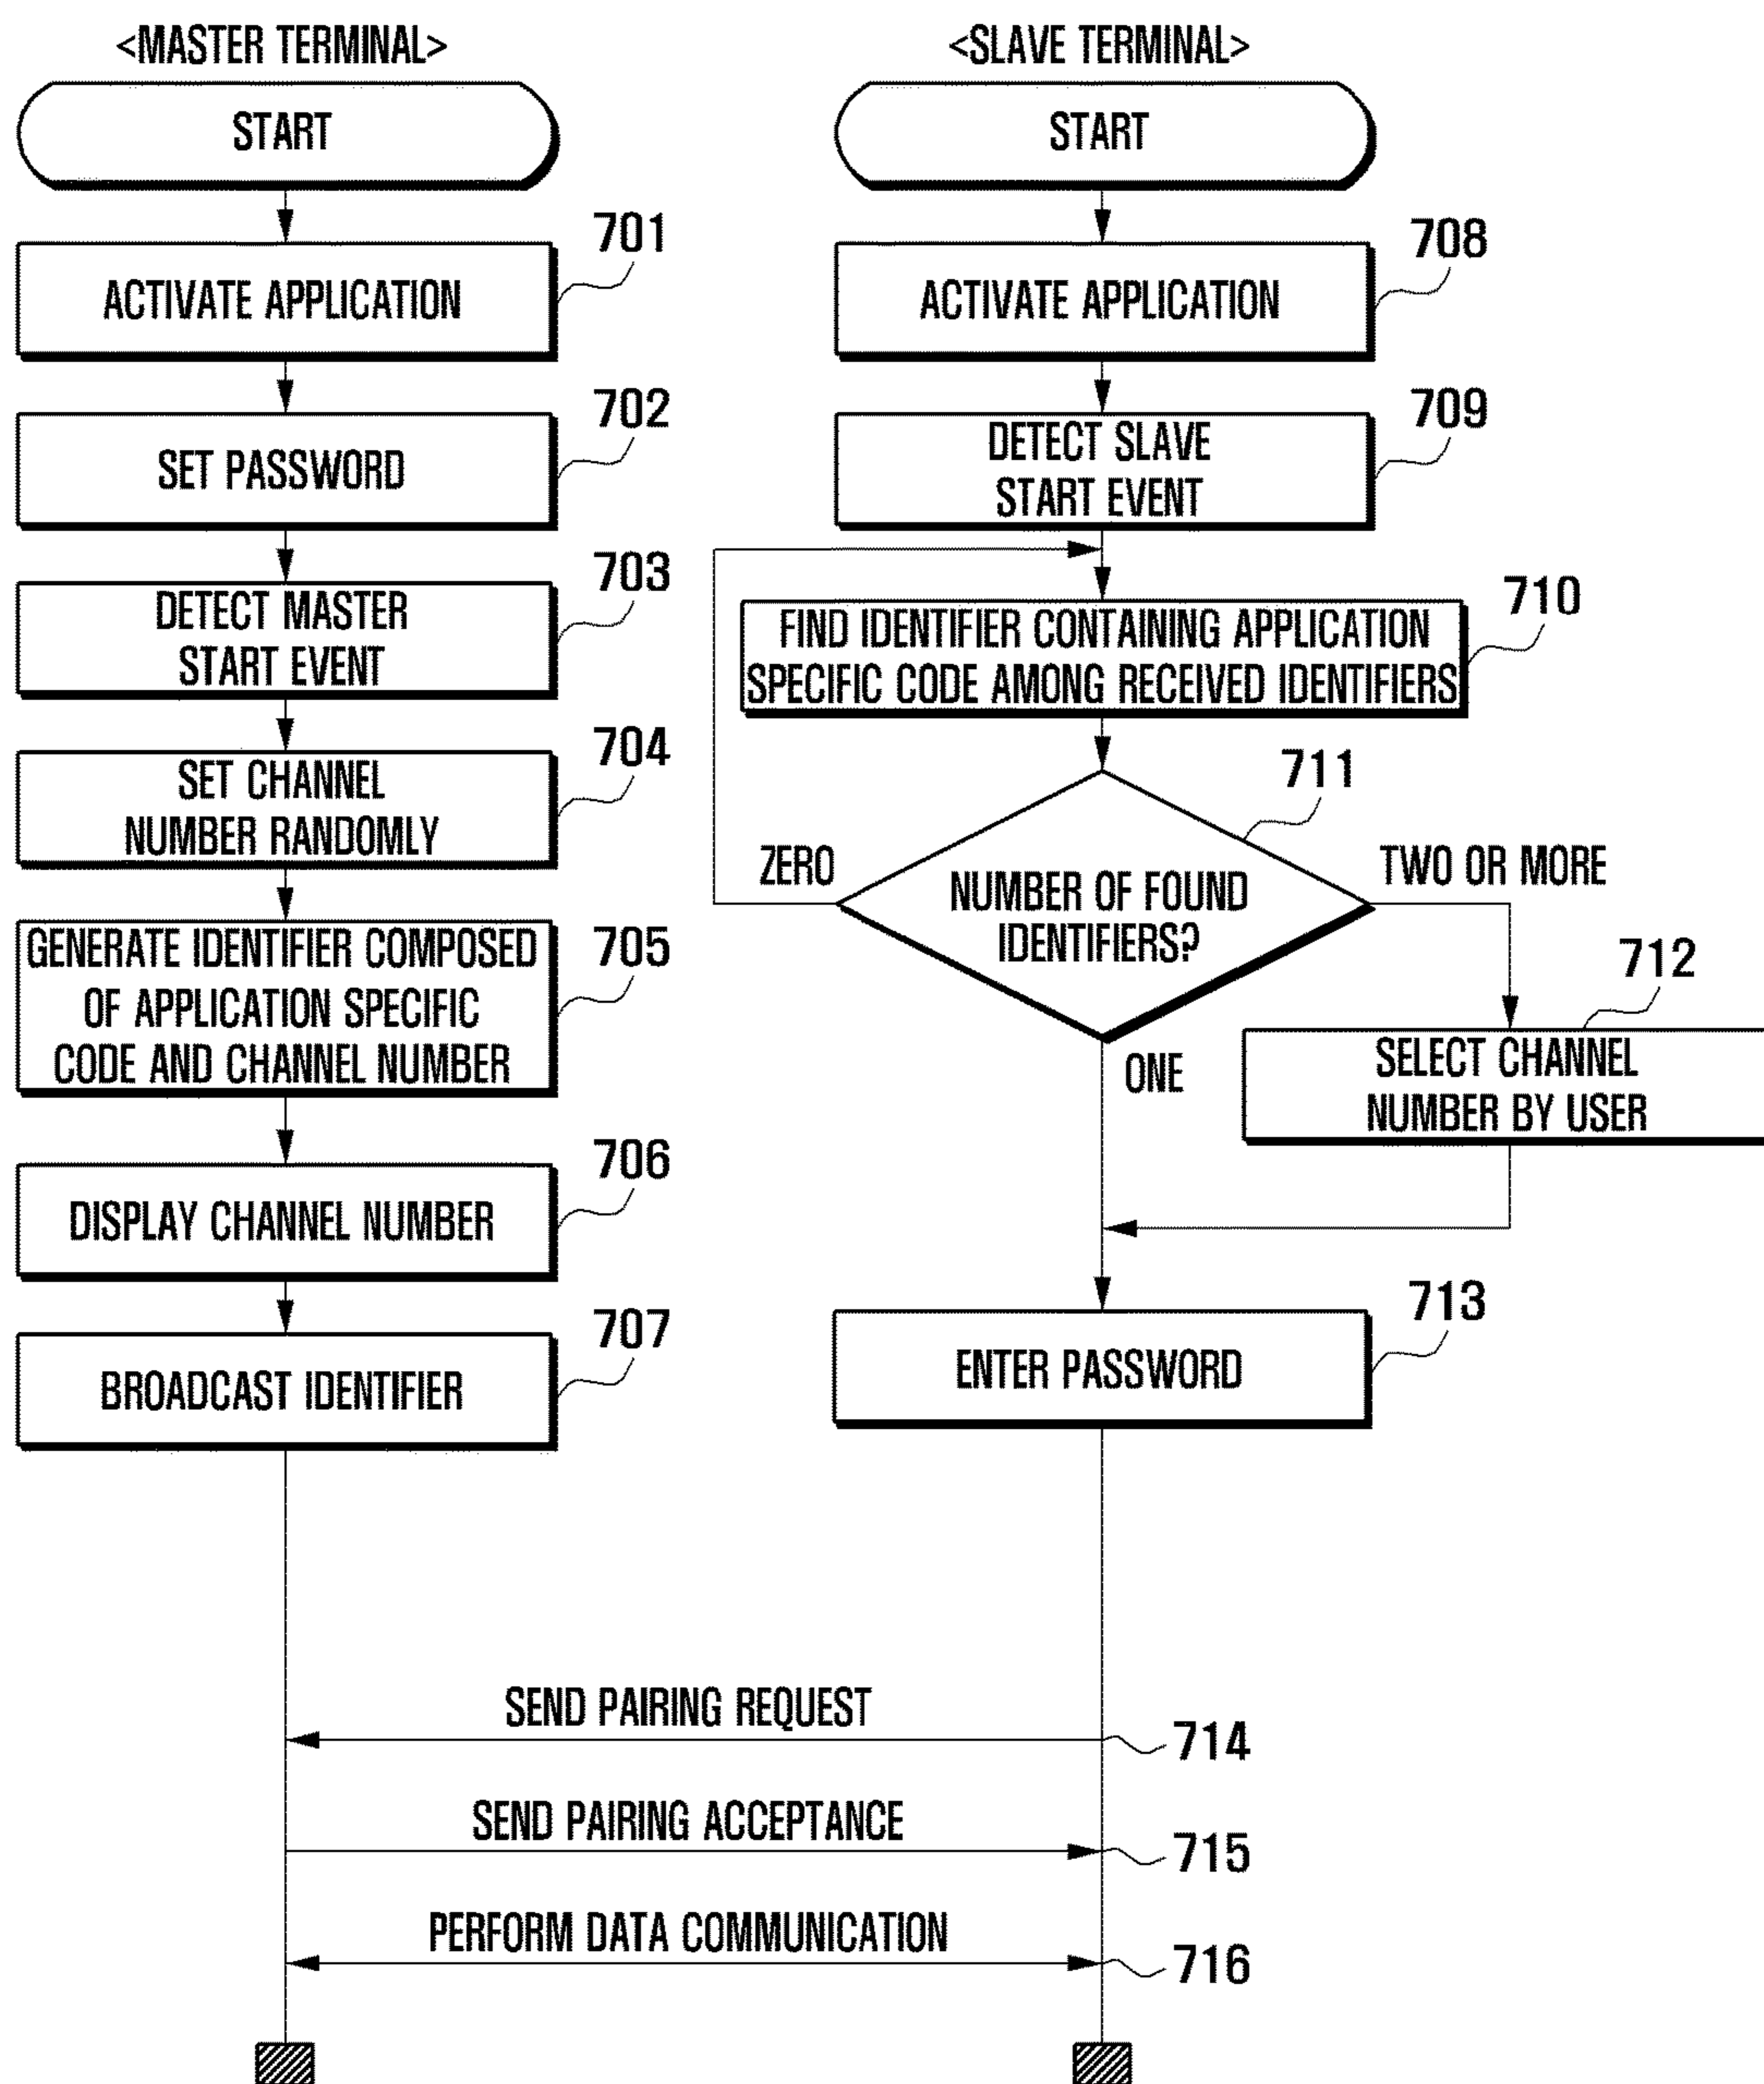 <MASTER TERMINAL>
START
701
ACTIVATE APPLICATION
702
SET PASSWORD
703
DETECT MASTER
START EVENT
704
SET CHANNEL
NUMBER RANDOMLY
705
GENERATE IDENTIFIER COMPOSED
OF APPLICATION SPECIFIC
CODE AND CHANNEL NUMBER
706
DISPLAY CHANNEL NUMBER
707
BROADCAST IDENTIFIER
<SLAVE TERMINAL>
START
708
ACTIVATE APPLICATION
709
DETECT SLAVE
START EVENT
710
FIND IDENTIFIER CONTAINING APPLICATION
SPECIFIC CODE AMONG RECEIVED IDENTIFIERS
711
ZERO
NUMBER OF FOUND
IDENTIFIERS?
TWO OR MORE
ONE
712
SELECT CHANNEL
NUMBER BY USER
713
ENTER PASSWORD
SEND PAIRING REQUEST
714
SEND PAIRING ACCEPTANCE
715
PERFORM DATA COMMUNICATION
716